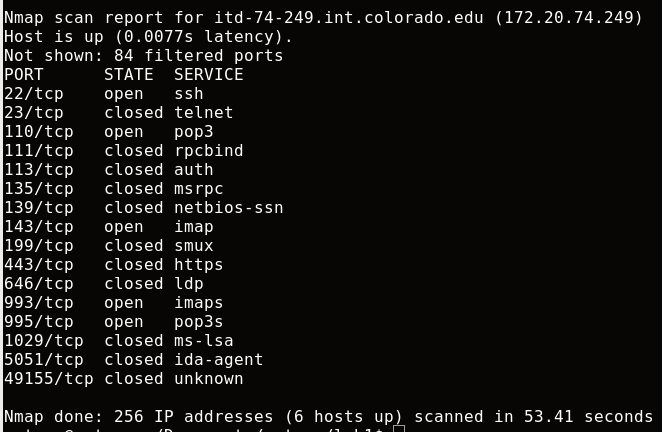 Nmap scan report for itd-74-249.int.colorado.edu (172.20.74.249)
Host is up (0.0077s latency).
Not shown: 84 filtered ports
PORT      STATE  SERVICE
22/tcp    open   ssh
23/tcp    closed telnet
110/tcp   open   pop3
111/tcp   closed rpcbind
113/tcp   closed auth
135/tcp   closed msrpc
139/tcp   closed netbios-ssn
143/tcp   open   imap
199/tcp   closed smux
443/tcp   closed https
646/tcp   closed ldp
993/tcp   open   imaps
995/tcp   open   pop3s
1029/tcp  closed ms-lsa
5051/tcp  closed ida-agent
49155/tcp closed unknown
Nmap done: 256 IP addresses (6 hosts up) scanned in 53.41 seconds